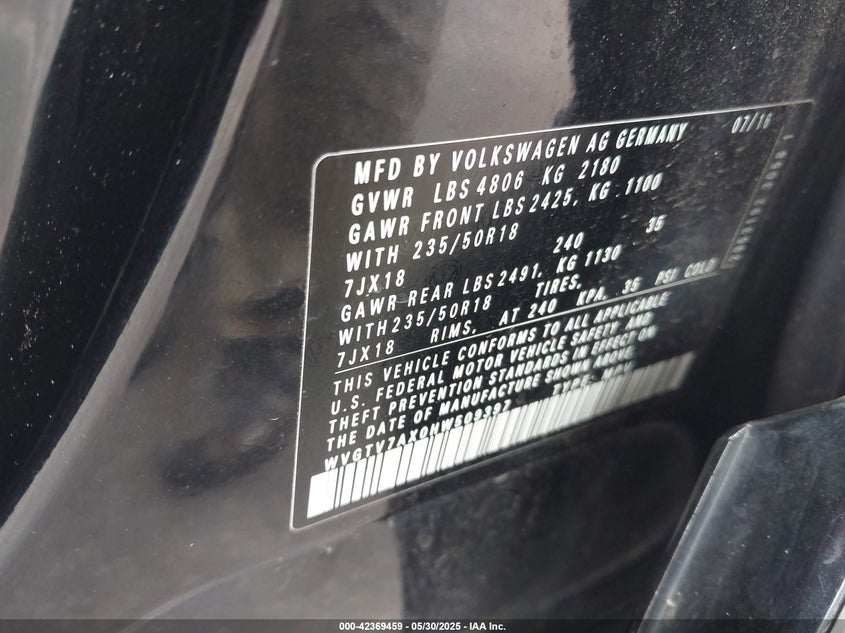 MFD BY VOLKSWAGEN AG GERMANY 07/16
GVWR LBS 4806 KG 2180
GAWR FRONT LBS 2425, KG 1100
WITH 235/50R18 240 35
7JX18
GAWR REAR LBS 2491, KG 1130
WITH 235/50R18 TIRES,
7JX18 RIMS, AT 240 KPA, 35 PSI COLD
THIS VEHICLE CONFORMS TO ALL APPLICABLE
U.S. FEDERAL MOTOR VEHICLE SAFETY AND
THEFT PREVENTION STANDARDS IN EFFECT ON
THE DATE OF MANUFACTURE SHOWN ABOVE.
WVGTV7AX0HW509397 TYPE: MPV
000-42369459 — 05/30/2025 — IAA Inc.